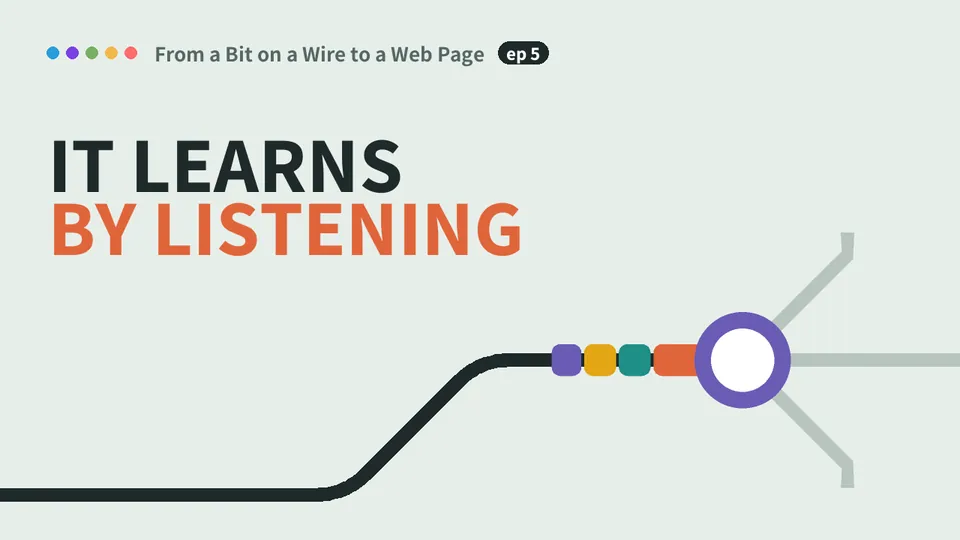 From a Bit on a Wire to a Web Page ep 5
IT LEARNS
BY LISTENING